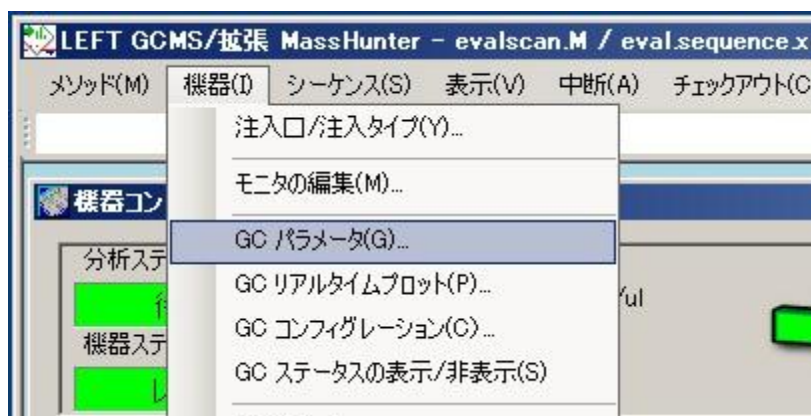 LEFT GCMS/拡張 MassHunter - evalscan.M / eval.sequence.x
メソッド(M) 機器(I) シーケンス(S) 表示(V) 中断(A) チェックアウト(C
注入口/注入タイプ(Y)...
モニタの編集(M)...
機器コン
GC パラメータ(G)...
分析ステ
GC リアルタイムプロット(P)...
/ul
GC コンフィグレーション(C)...
機器ステ
GC ステータスの表示/非表示(S)